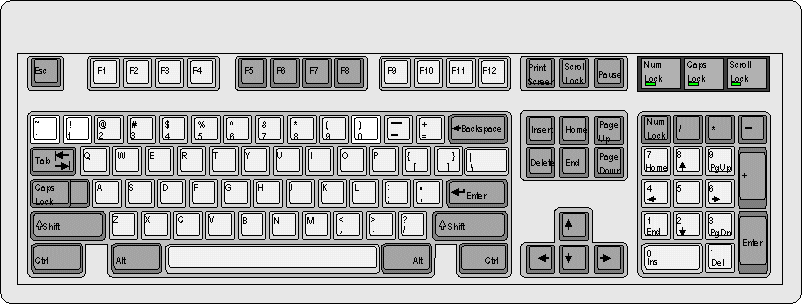 Esc F1 F2 F3 F4 F5 F6 F7 F8 F9 F10 F11 F12 Print Screen Scroll Lock Pause Num Lock Caps Lock Scroll Lock
~ ! @ # $ % ^ & * ( ) — + Backspace Insert Home Page Up Num Lock / * −
1 2 3 4 5 6 7 8 9 0 – =
Tab Q W E R T Y U I O P { } | Delete End Page Down 7 Home 8 9 PgUp +
[ ] \
Caps Lock A S D F G H J K L : " Enter 4 5 6
; '
Shift Z X C V B N M < > ? Shift 1 End 2 3 PgDn Enter
, . /
Ctrl Alt Alt Ctrl 0 Ins . Del